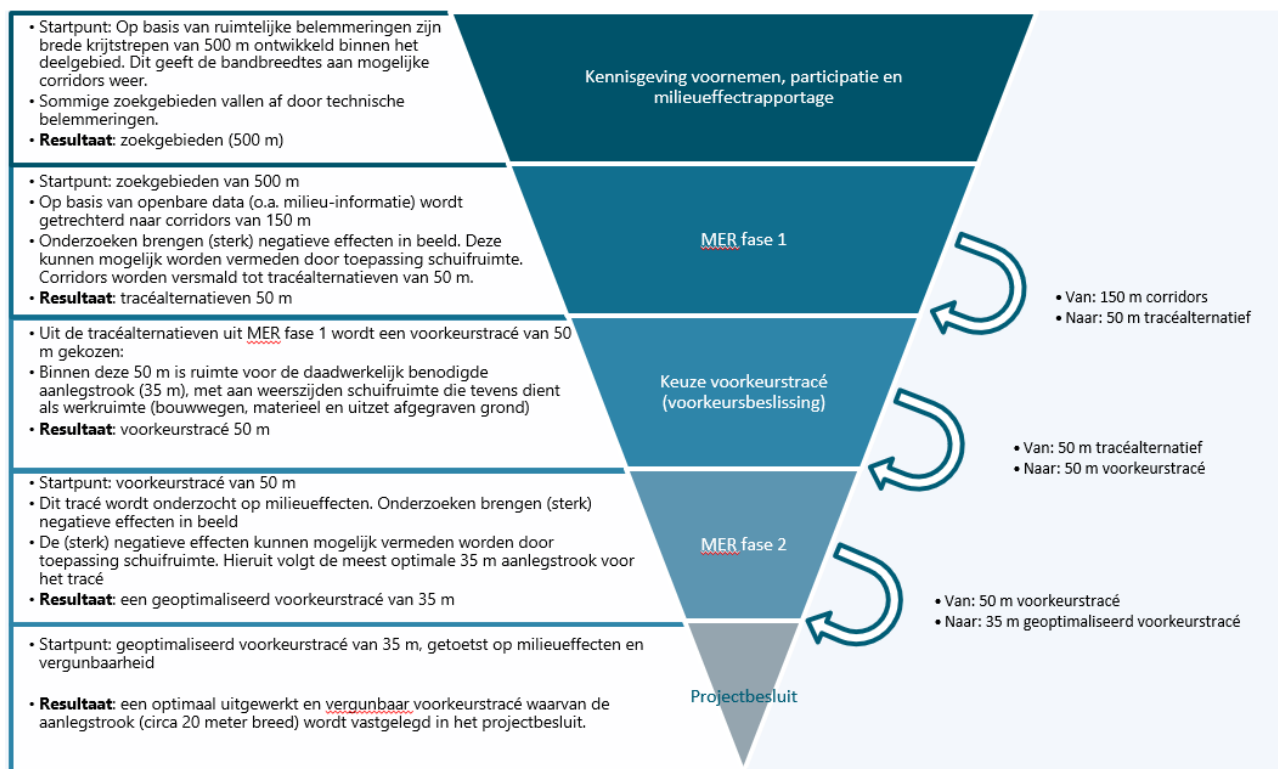 • Startpunt: Op basis van ruimtelijke belemmeringen zijn
brede krijtstrepen van 500 m ontwikkeld binnen het
deelgebied. Dit geeft de bandbreedtes aan mogelijke
corridors weer.
• Sommige zoekgebieden vallen af door technische
belemmeringen.
• Resultaat: zoekgebieden (500 m)
Kennisgeving voornemen, participatie en
milieueffectrapportage
• Startpunt: zoekgebieden van 500 m
• Op basis van openbare data (o.a. milieu-informatie) wordt
getrechterd naar corridors van 150 m
• Onderzoeken brengen (sterk) negatieve effecten in beeld. Deze
kunnen mogelijk worden vermeden door toepassing schuifruimte.
Corridors worden versmald tot tracéalternatieven van 50 m.
• Resultaat: tracéalternatieven 50 m
MER fase 1
• Van: 150 m corridors
• Naar: 50 m tracéalternatief
• Uit de tracéalternatieven uit MER fase 1 wordt een voorkeurstracé van 50
m gekozen:
• Binnen deze 50 m is ruimte voor de daadwerkelijk benodigde
aanlegstrook (35 m), met aan weerszijden schuifruimte die tevens dient
als werkruimte (bouwwegen, materieel en uitzet afgegraven grond)
• Resultaat: voorkeurstracé 50 m
Keuze voorkeurstracé
(voorkeursbeslissing)
• Van: 50 m tracéalternatief
• Naar: 50 m voorkeurstracé
• Startpunt: voorkeurstracé van 50 m
• Dit tracé wordt onderzocht op milieueffecten. Onderzoeken brengen (sterk)
negatieve effecten in beeld
• De (sterk) negatieve effecten kunnen mogelijk vermeden worden door
toepassing schuifruimte. Hieruit volgt de meest optimale 35 m aanlegstrook voor
het tracé
• Resultaat: een geoptimaliseerd voorkeurstracé van 35 m
MER fase 2
• Van: 50 m voorkeurstracé
• Naar: 35 m geoptimaliseerd voorkeurstracé
• Startpunt: geoptimaliseerd voorkeurstracé van 35 m, getoetst op milieueffecten en
vergunbaarheid
• Resultaat: een optimaal uitgewerkt en vergunbaar voorkeurstracé waarvan de
aanlegstrook (circa 20 meter breed) wordt vastgelegd in het projectbesluit.
Projectbesluit